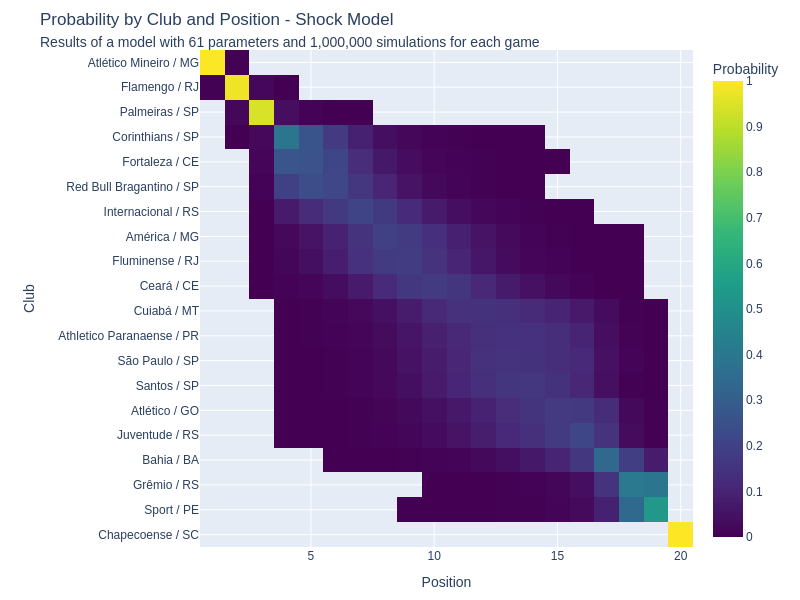 Probability by Club and Position - Shock Model
Results of a model with 61 parameters and 1,000,000 simulations for each game
Probability
Atlético Mineiro / MG
Flamengo / RJ
Palmeiras / SP
Corinthians / SP
Fortaleza / CE
Red Bull Bragantino / SP
Internacional / RS
América / MG
Fluminense / RJ
Ceará / CE
Cuiabá / MT
Athletico Paranaense / PR
São Paulo / SP
Santos / SP
Atlético / GO
Juventude / RS
Bahia / BA
Grêmio / RS
Sport / PE
Chapecoense / SC
Club
5
10
15
20
Position
1
0.9
0.8
0.7
0.6
0.5
0.4
0.3
0.2
0.1
0